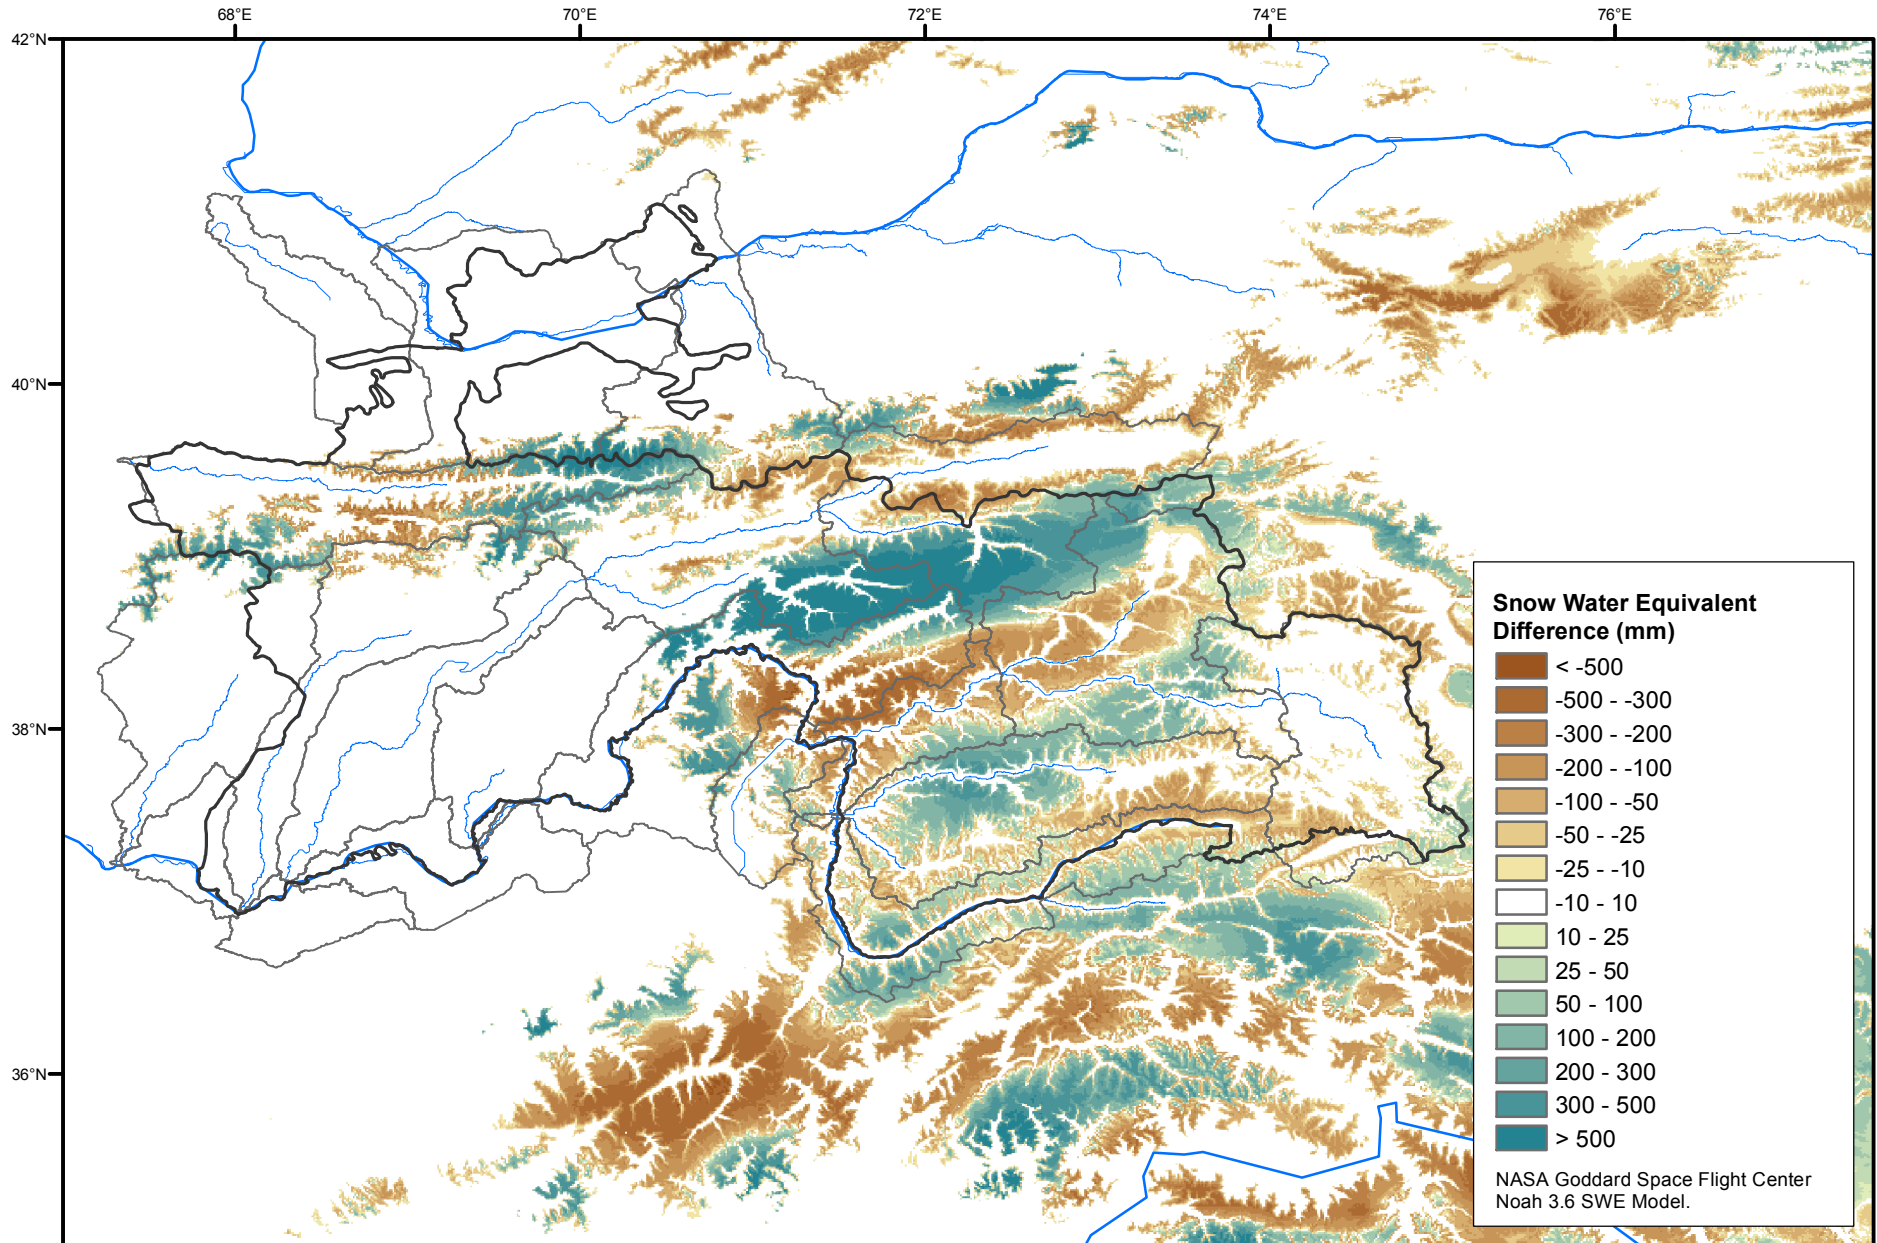 68°E 70°E 72°E 74°E 76°E
42°N
40°N
38°N
36°N
Snow Water Equivalent
Difference (mm)
< -500
-500 - -300
-300 - -200
-200 - -100
-100 - -50
-50 - -25
-25 - -10
-10 - 10
10 - 25
25 - 50
50 - 100
100 - 200
200 - 300
300 - 500
> 500
NASA Goddard Space Flight Center
Noah 3.6 SWE Model.